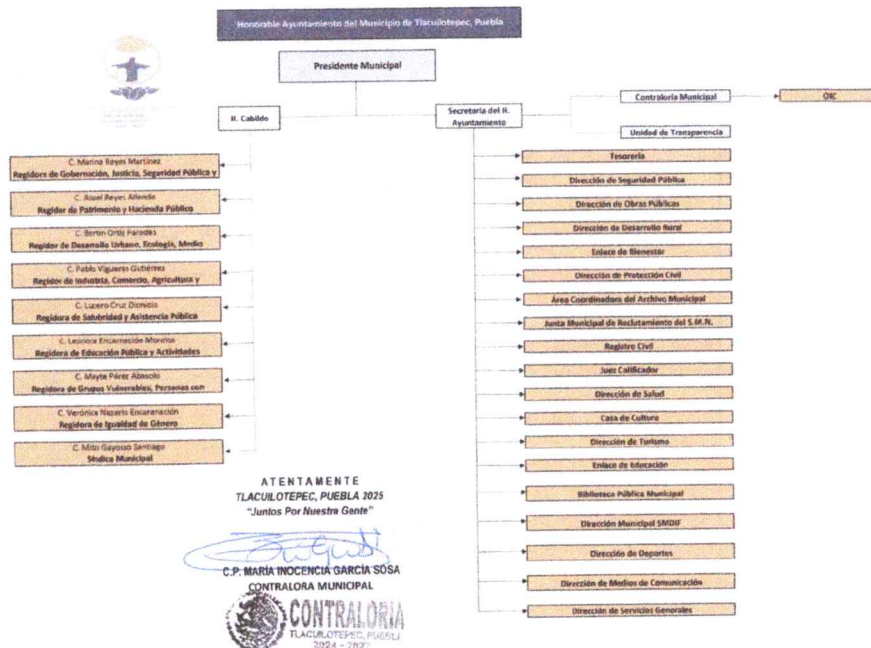 Honorable Ayuntamiento del Municipio de Tlacuilotepec, Puebla
Presidente Municipal
H. Cabildo
Secretaría del H.
Ayuntamiento
Contraloría Municipal
OIC
Unidad de Transparencia
C. Marina Reyes Martínez
Regidora de Gobernación, Justicia, Seguridad Pública y
C. Asael Reyes Allende
Regidor de Patrimonio y Hacienda Público
C. Bertin Ortiz Paredes
Regidor de Desarrollo Urbano, Ecología, Medio
C. Pablo Vigueras Gutiérrez
Regidor de Industria, Comercio, Agricultura y
C. Lucero Cruz Dionicio
Regidora de Salubridad y Asistencia Pública
C. Leonora Encarnación Morelos
Regidora de Educación Pública y Actividades
C. Mayte Pérez Abasolo
Regidora de Grupos Vulnerables, Personas con
C. Verónica Nazario Encarnación
Regidora de Igualdad de Género
C. Mitzi Gayosso Santiago
Síndica Municipal
Tesorería
Dirección de Seguridad Pública
Dirección de Obras Públicas
Dirección de Desarrollo Rural
Enlace de Bienestar
Dirección de Protección Civil
Área Coordinadora del Archivo Municipal
Junta Municipal de Reclutamiento del S.M.N.
Registro Civil
Juez Calificador
Dirección de Salud
Casa de Cultura
Dirección de Turismo
Enlace de Educación
Biblioteca Pública Municipal
Dirección Municipal SMDIF
Dirección de Deportes
Dirección de Medios de Comunicación
Dirección de Servicios Generales
ATENTAMENTE
TLACUILOTEPEC, PUEBLA 2025
"Juntos Por Nuestra Gente"
C.P. MARÍA INOCENCIA GARCÍA SOSA
CONTRALORA MUNICIPAL
CONTRALORIA
TLACUILOTEPEC, PUEBLA
2024 - 2027